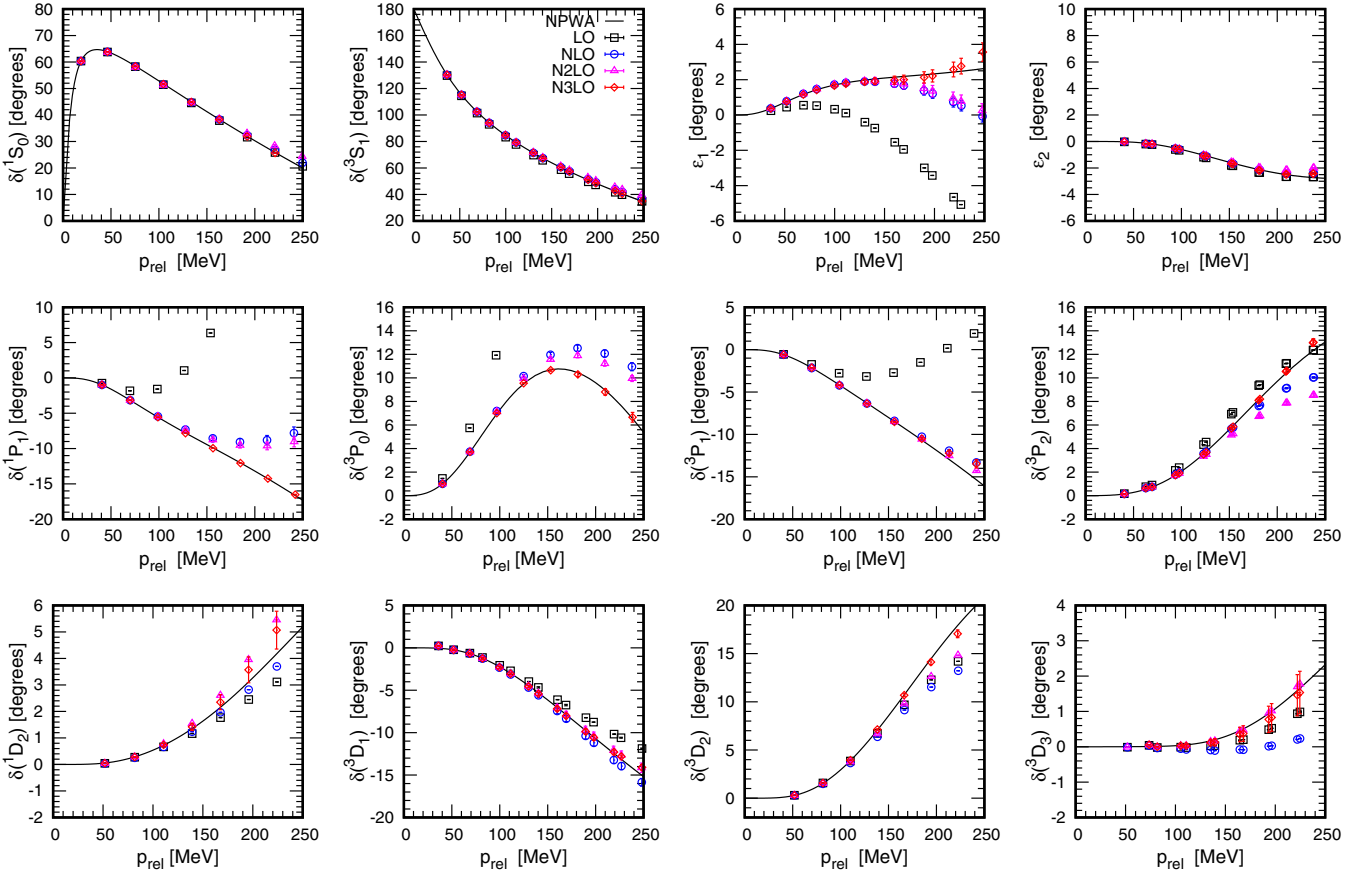 δ(¹S₀) [degrees]
80
70
60
50
40
30
20
10
0
0 50 100 150 200 250
p_rel [MeV]
δ(³S₁) [degrees]
180
160
140
120
100
80
60
40
20
0 50 100 150 200 250
p_rel [MeV]
NPWA
LO
NLO
N2LO
N3LO
ε₁ [degrees]
6
4
2
0
-2
-4
-6
0 50 100 150 200 250
p_rel [MeV]
ε₂ [degrees]
10
8
6
4
2
0
-2
-4
-6
0 50 100 150 200 250
p_rel [MeV]
δ(¹P₁) [degrees]
10
5
0
-5
-10
-15
-20
0 50 100 150 200 250
p_rel [MeV]
δ(³P₀) [degrees]
16
14
12
10
8
6
4
2
0
-2
0 50 100 150 200 250
p_rel [MeV]
δ(³P₁) [degrees]
5
0
-5
-10
-15
-20
0 50 100 150 200 250
p_rel [MeV]
δ(³P₂) [degrees]
16
14
12
10
8
6
4
2
0
-2
0 50 100 150 200 250
p_rel [MeV]
δ(¹D₂) [degrees]
6
5
4
3
2
1
0
-1
-2
0 50 100 150 200 250
p_rel [MeV]
δ(³D₁) [degrees]
5
0
-5
-10
-15
-20
0 50 100 150 200 250
p_rel [MeV]
δ(³D₂) [degrees]
20
15
10
5
0
0 50 100 150 200 250
p_rel [MeV]
δ(³D₃) [degrees]
4
3
2
1
0
-1
-2
0 50 100 150 200 250
p_rel [MeV]